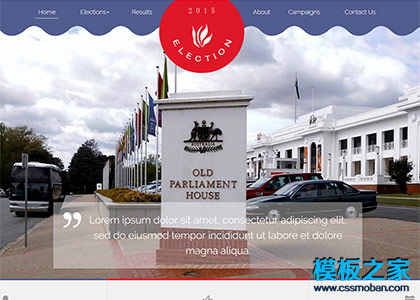 Home
Elections
Results
2015
ELECTION
About
Campaigns
Contact Us
AUSTRALIA
OLD
PARLIAMENT
HOUSE
Lorem ipsum dolor sit amet, consectetur adipiscing elit,
sed do eiusmod tempor incididunt ut labore et dolore
magna aliqua.
模板之家
www.cssmoban.com